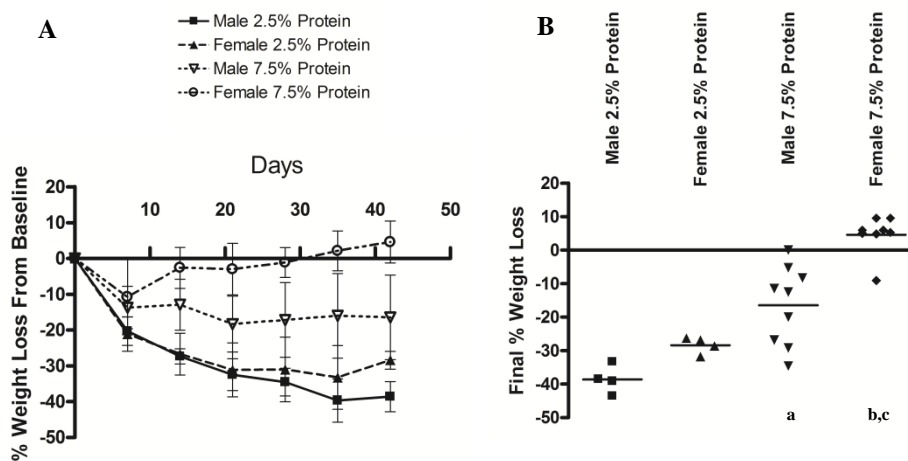 A
Male 2.5% Protein
Female 2.5% Protein
Male 7.5% Protein
Female 7.5% Protein
Days
% Weight Loss From Baseline
20
10
0
-10
-20
-30
-40
-50
10
20
30
40
50
B
Male 2.5% Protein
Female 2.5% Protein
Male 7.5% Protein
Female 7.5% Protein
Final % Weight Loss
20
10
0
-10
-20
-30
-40
-50
a
b,c